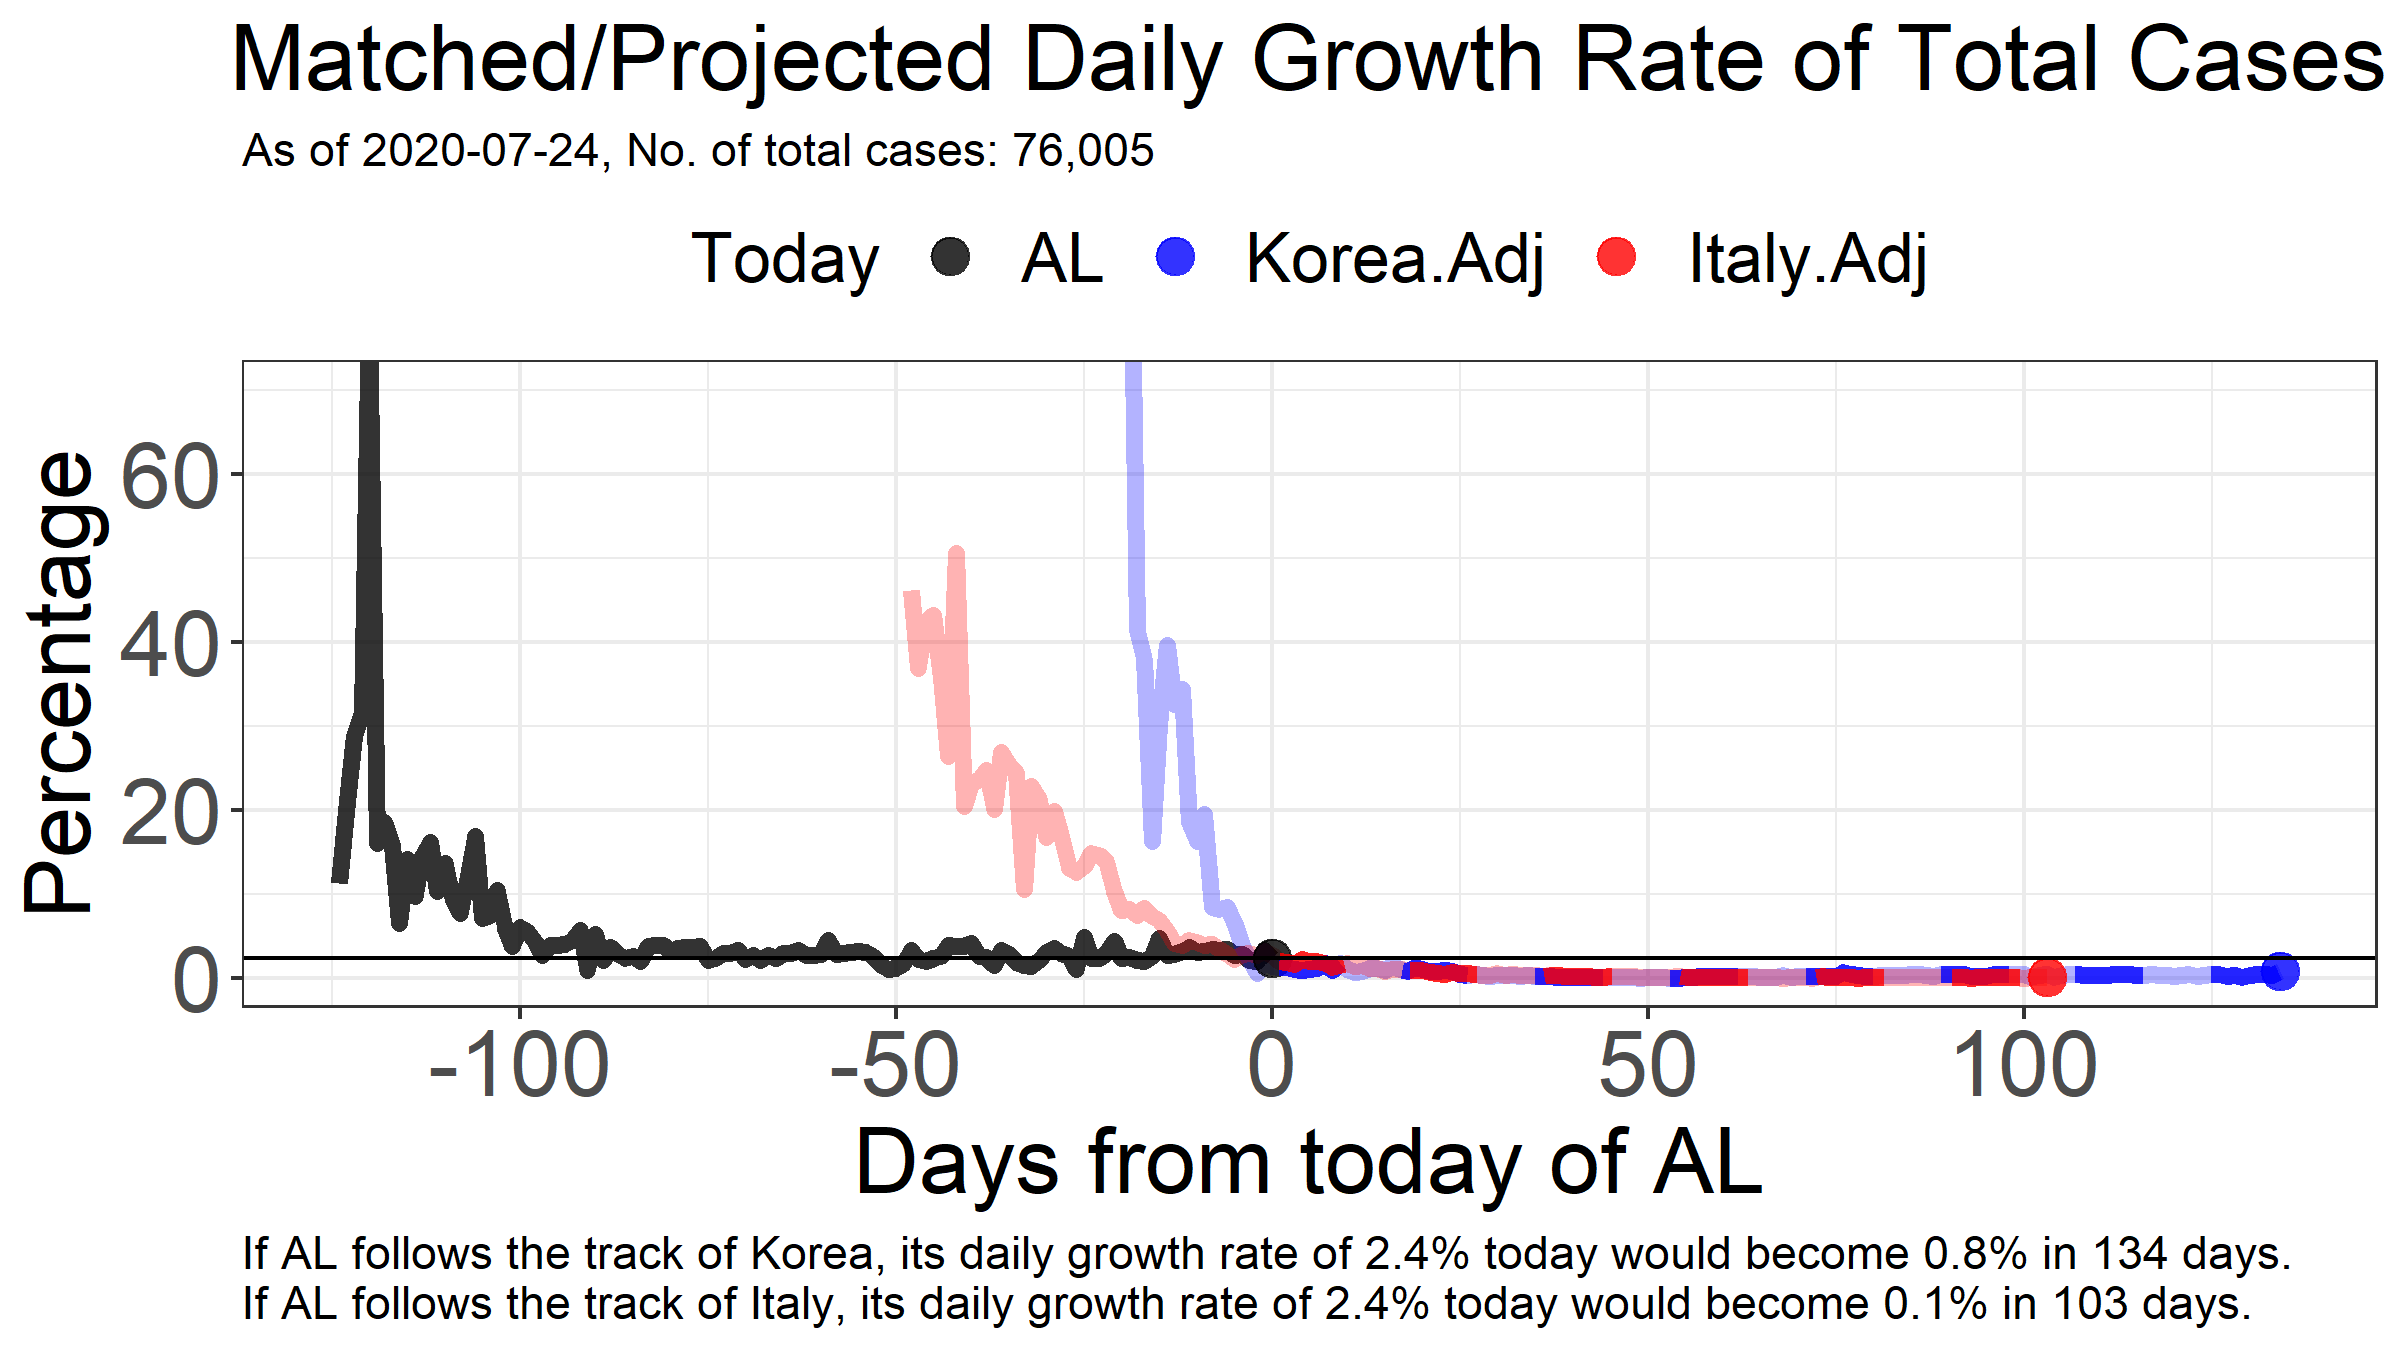 Matched/Projected Daily Growth Rate of Total Cases
As of 2020-07-24, No. of total cases: 76,005
Today AL Korea.Adj Italy.Adj
Percentage
60
40
20
0
-100 -50 0 50 100
Days from today of AL
If AL follows the track of Korea, its daily growth rate of 2.4% today would become 0.8% in 134 days.
If AL follows the track of Italy, its daily growth rate of 2.4% today would become 0.1% in 103 days.